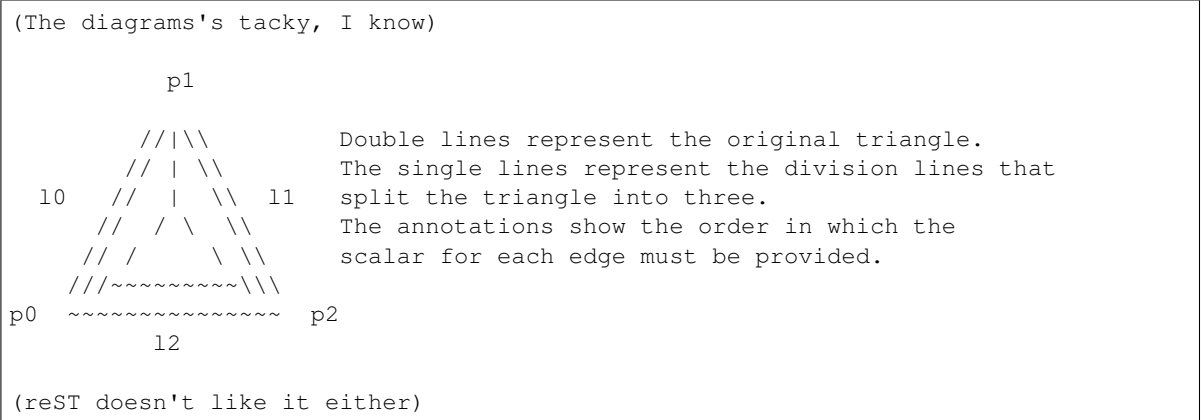 (The diagrams's tacky, I know)
p1
//|\\ Double lines represent the original triangle.
// | \\ The single lines represent the division lines that
l0 // | \\ l1 split the triangle into three.
// / \ \\ The annotations show the order in which the
// / \ \\ scalar for each edge must be provided.
///~~~~~~~~~\\\
p0 ~~~~~~~~~~~~~~~ p2
l2
(reST doesn't like it either)